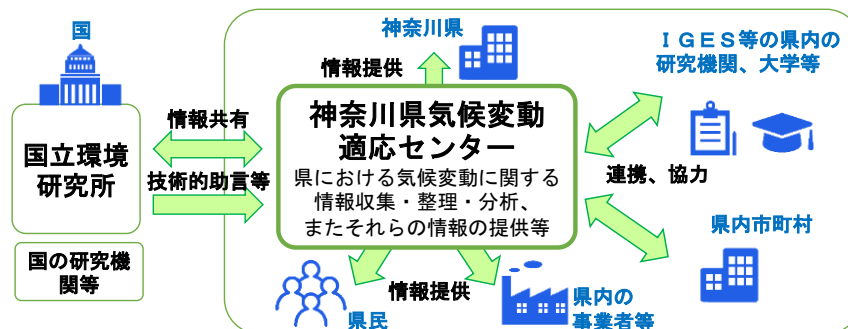 国
国立環境
研究所
国の研究機
関等
情報共有
技術的助言等
神奈川県
情報提供
神奈川県気候変動
適応センター
県における気候変動に関する
情報収集・整理・分析、
またそれらの情報の提供等
ＩＧＥＳ等の県内の
研究機関、大学等
連携、協力
県内市町村
情報提供
県民
県内の
事業者等